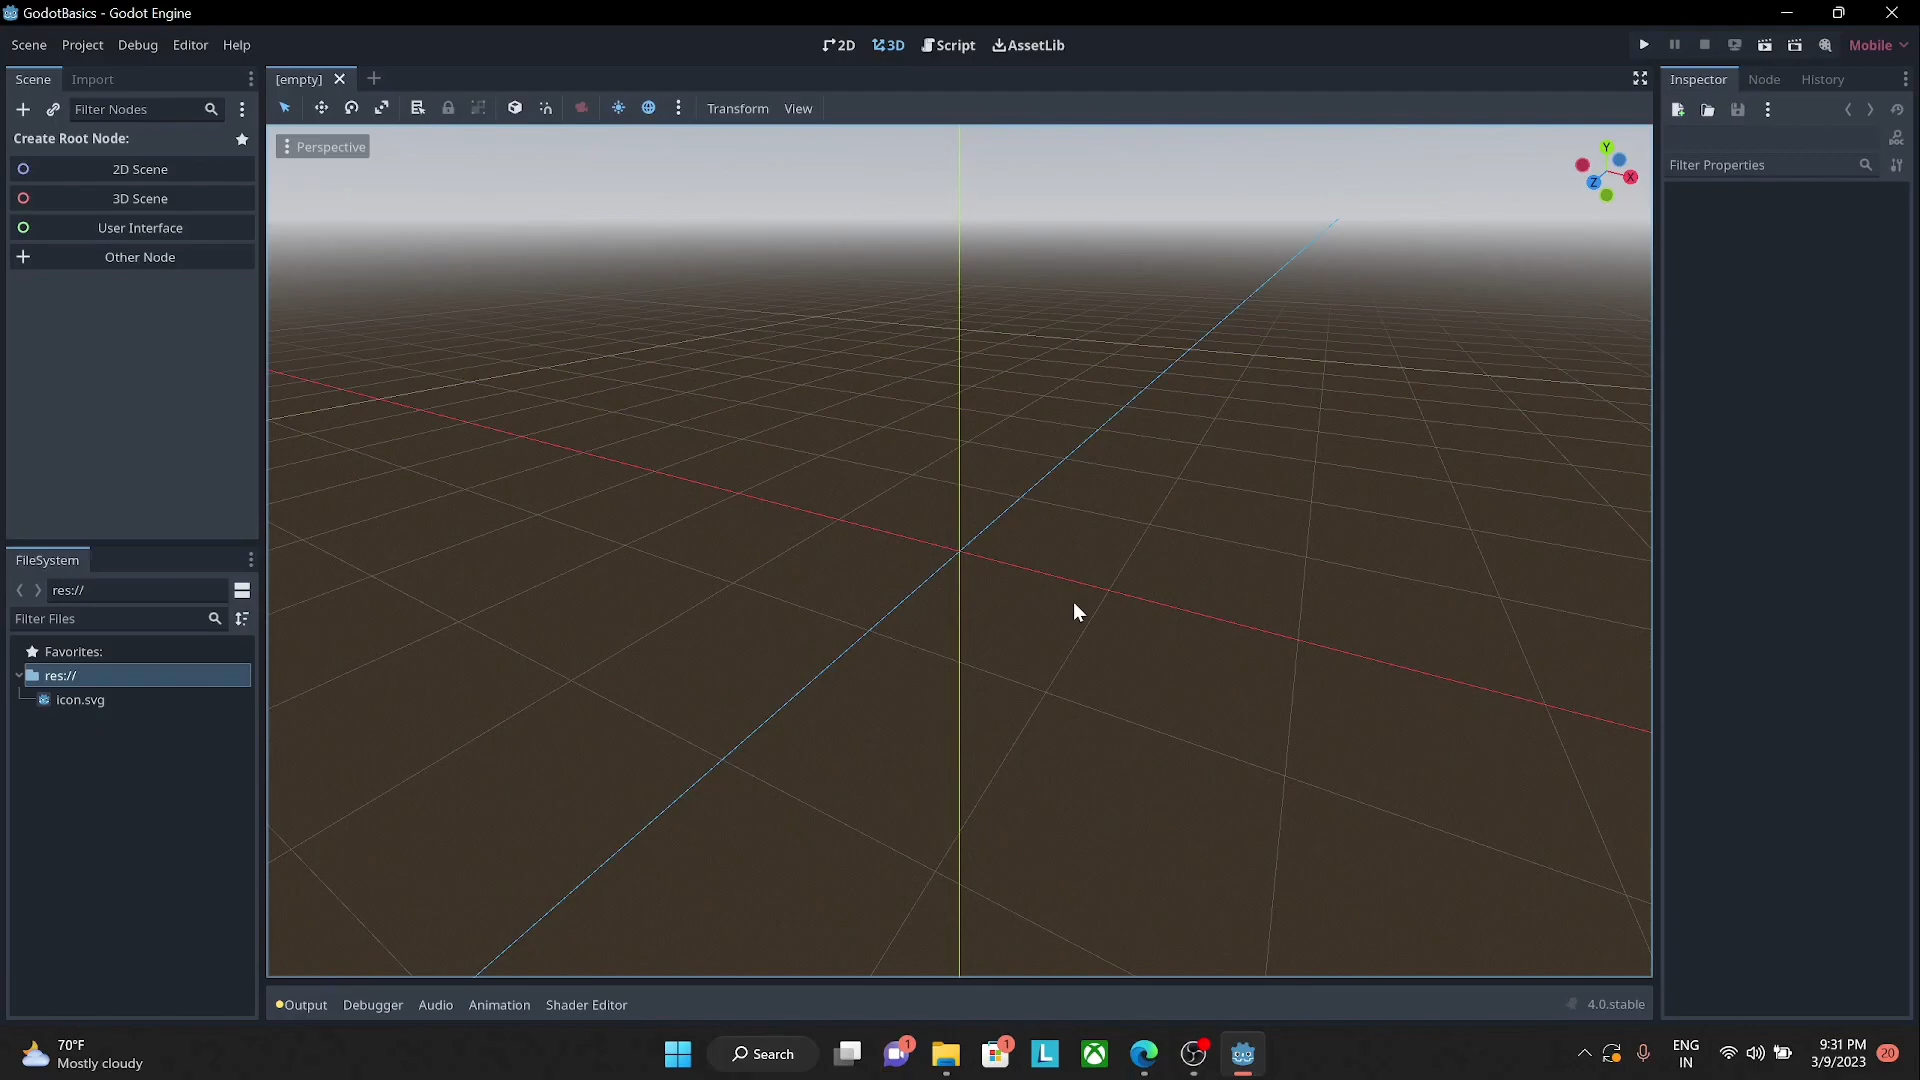 GodotBasics - Godot Engine
Scene Project Debug Editor Help
2D 3D Script AssetLib
Mobile
Scene Import
[empty]
Inspector Node History
Filter Nodes
Transform View
Create Root Node:
2D Scene
3D Scene
User Interface
Other Node
Perspective
Y
X
Z
DOC
Filter Properties
FileSystem
res://
Filter Files
Favorites:
res://
icon.svg
Output Debugger Audio Animation Shader Editor
4.0.stable
70°F
Mostly cloudy
Search
1
1
L
ENG
IN
9:31 PM
3/9/2023
20